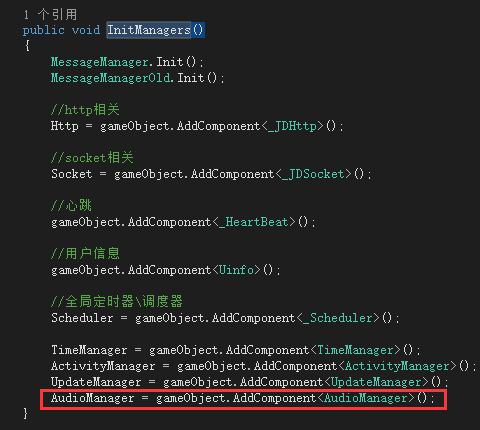 1 个引用
public void InitManagers()
{
MessageManager.Init();
MessageManagerOld.Init();
//http相关
Http = gameObject.AddComponent<_JDHttp>();
//socket相关
Socket = gameObject.AddComponent<_JDSocket>();
//心跳
gameObject.AddComponent<_HeartBeat>();
//用户信息
gameObject.AddComponent<Uinfo>();
//全局定时器\调度器
Scheduler = gameObject.AddComponent<_Scheduler>();
TimeManager = gameObject.AddComponent<TimeManager>();
ActivityManager = gameObject.AddComponent<ActivityManager>();
UpdateManager = gameObject.AddComponent<UpdateManager>();
AudioManager = gameObject.AddComponent<AudioManager>();
}